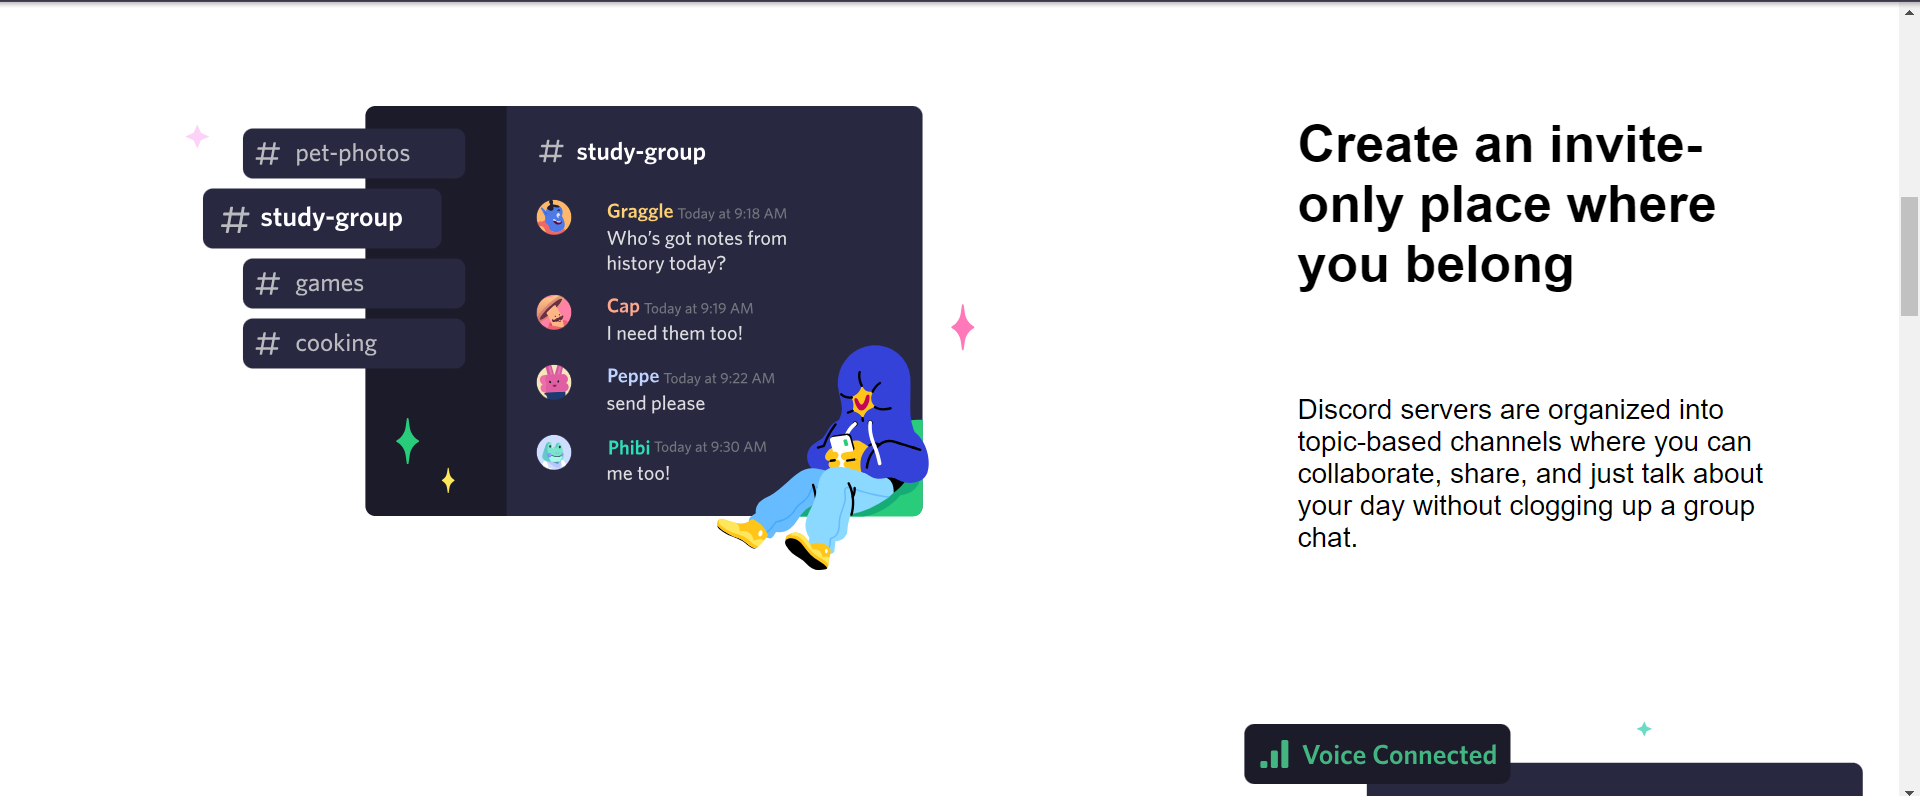 # pet-photos
# study-group
# games
# cooking
# study-group
Graggle Today at 9:18 AM
Who’s got notes from
history today?
Cap Today at 9:19 AM
I need them too!
Peppe Today at 9:22 AM
send please
Phibi Today at 9:30 AM
me too!
Create an invite-
only place where
you belong
Discord servers are organized into
topic-based channels where you can
collaborate, share, and just talk about
your day without clogging up a group
chat.
Voice Connected